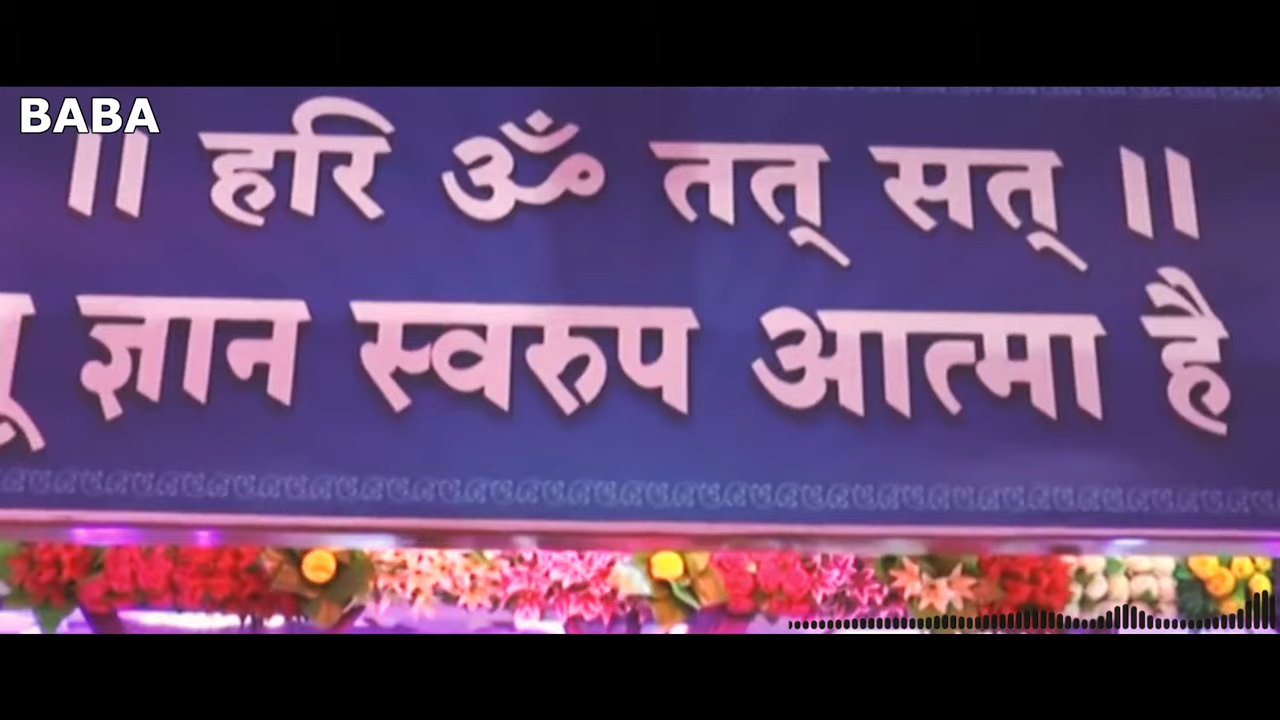 BABA
॥ हरि ॐ तत् सत् ॥
ज्ञान स्वरुप आत्मा है